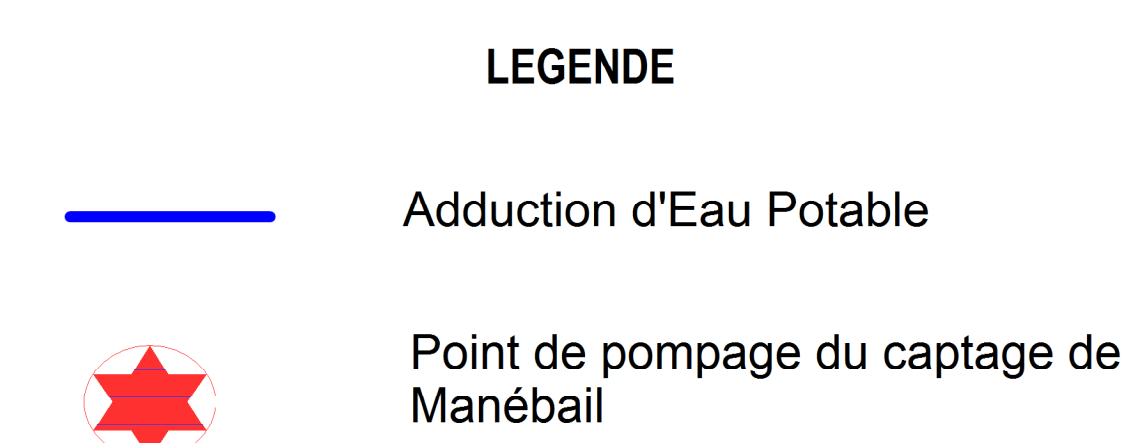 LEGENDE
Adduction d'Eau Potable
Point de pompage du captage de
Manébail